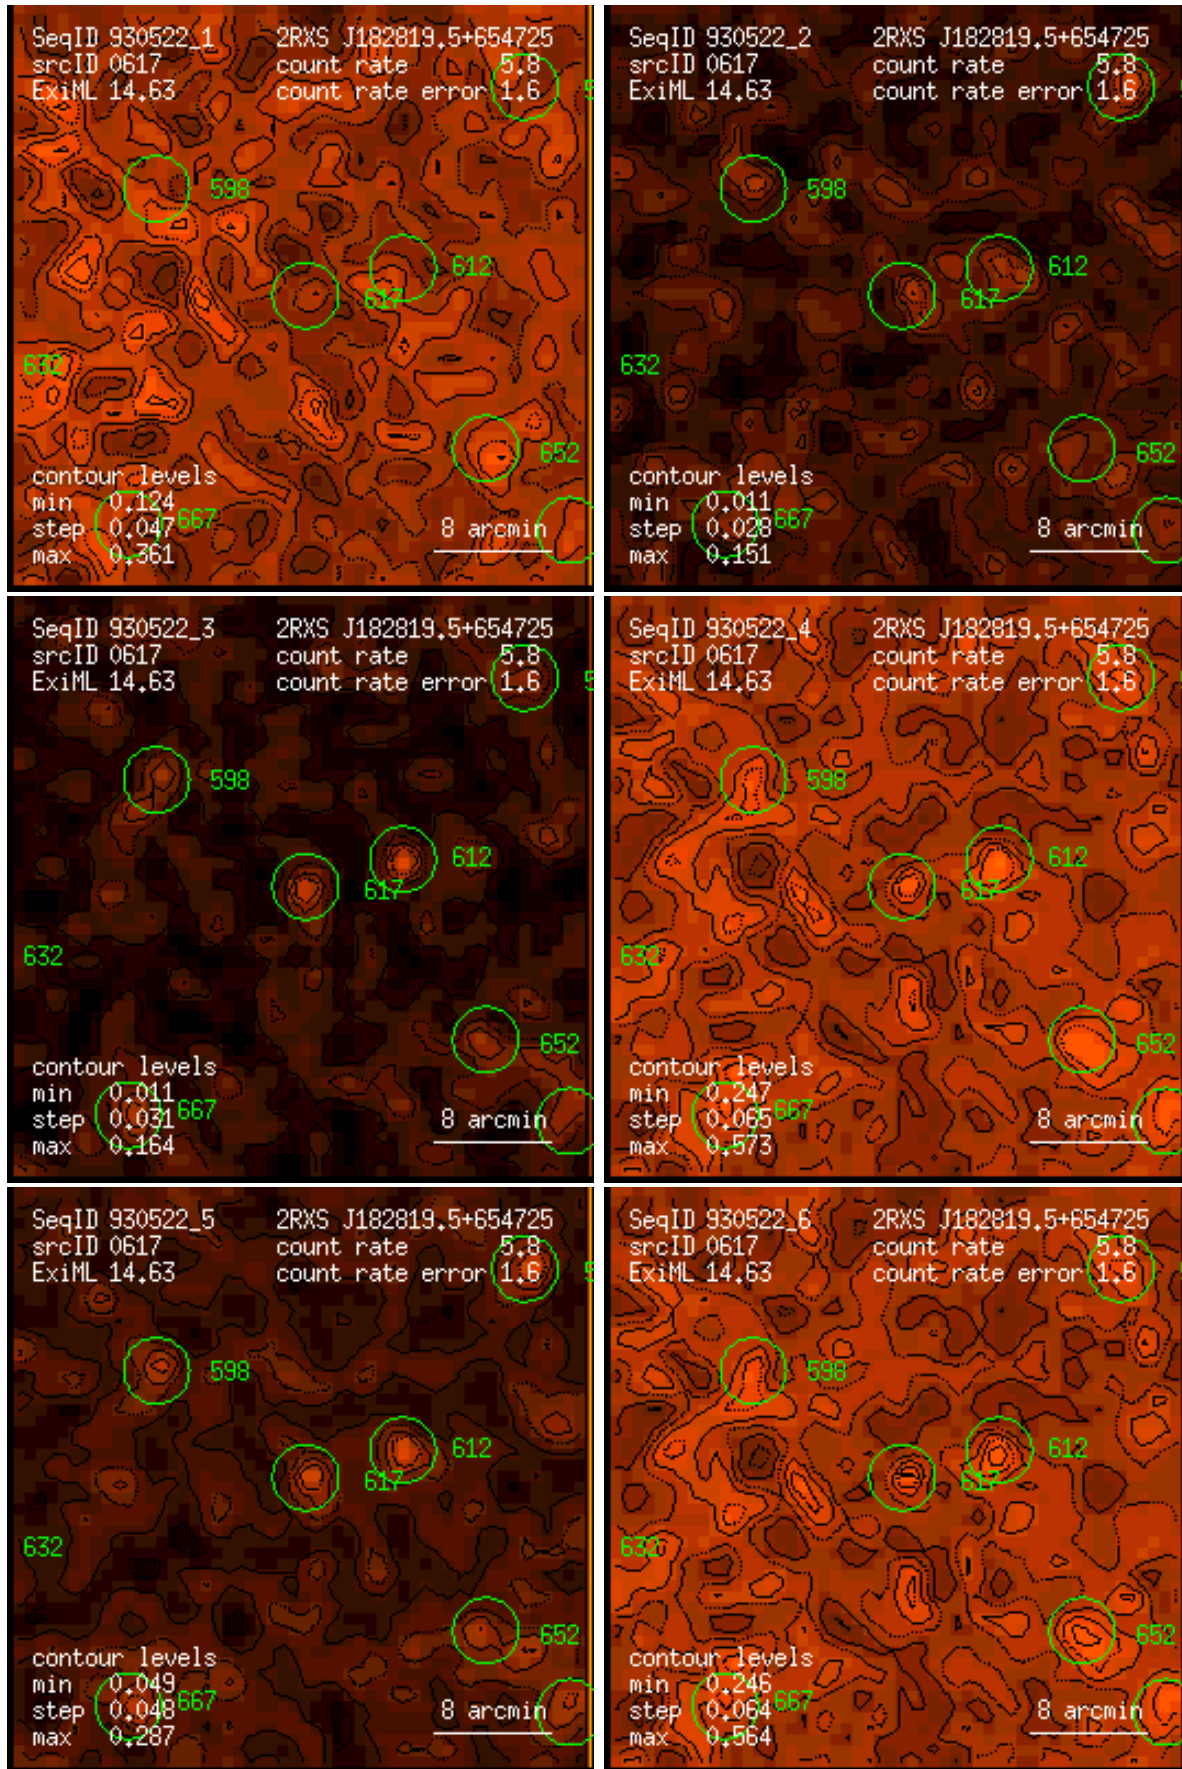 SeqID 930522_1 2RXS J182819.5+654725
srcID 0617 count rate 5.8
ExiML 14.63 count rate error 1.6
5
598
612
617
632
652
contour levels
min 0.124
step 0.047 667 8 arcmin
max 0.361
SeqID 930522_2 2RXS J182819.5+654725
srcID 0617 count rate 5.8
ExiML 14.63 count rate error 1.6
598
612
617
632
652
contour levels
min 0.011
step 0.028 667 8 arcmin
max 0.151
SeqID 930522_3 2RXS J182819.5+654725
srcID 0617 count rate 5.8
ExiML 14.63 count rate error 1.6
5
598
612
617
632
652
contour levels
min 0.011
step 0.031 667 8 arcmin
max 0.164
SeqID 930522_4 2RXS J182819.5+654725
srcID 0617 count rate 5.8
ExiML 14.63 count rate error 1.6
598
612
617
632
652
contour levels
min 0.247
step 0.065 667 8 arcmin
max 0.573
SeqID 930522_5 2RXS J182819.5+654725
srcID 0617 count rate 5.8
ExiML 14.63 count rate error 1.6
5
598
612
617
632
652
contour levels
min 0.049
step 0.048 667 8 arcmin
max 0.287
SeqID 930522_6 2RXS J182819.5+654725
srcID 0617 count rate 5.8
ExiML 14.63 count rate error 1.6
598
612
617
632
652
contour levels
min 0.246
step 0.064 667 8 arcmin
max 0.564